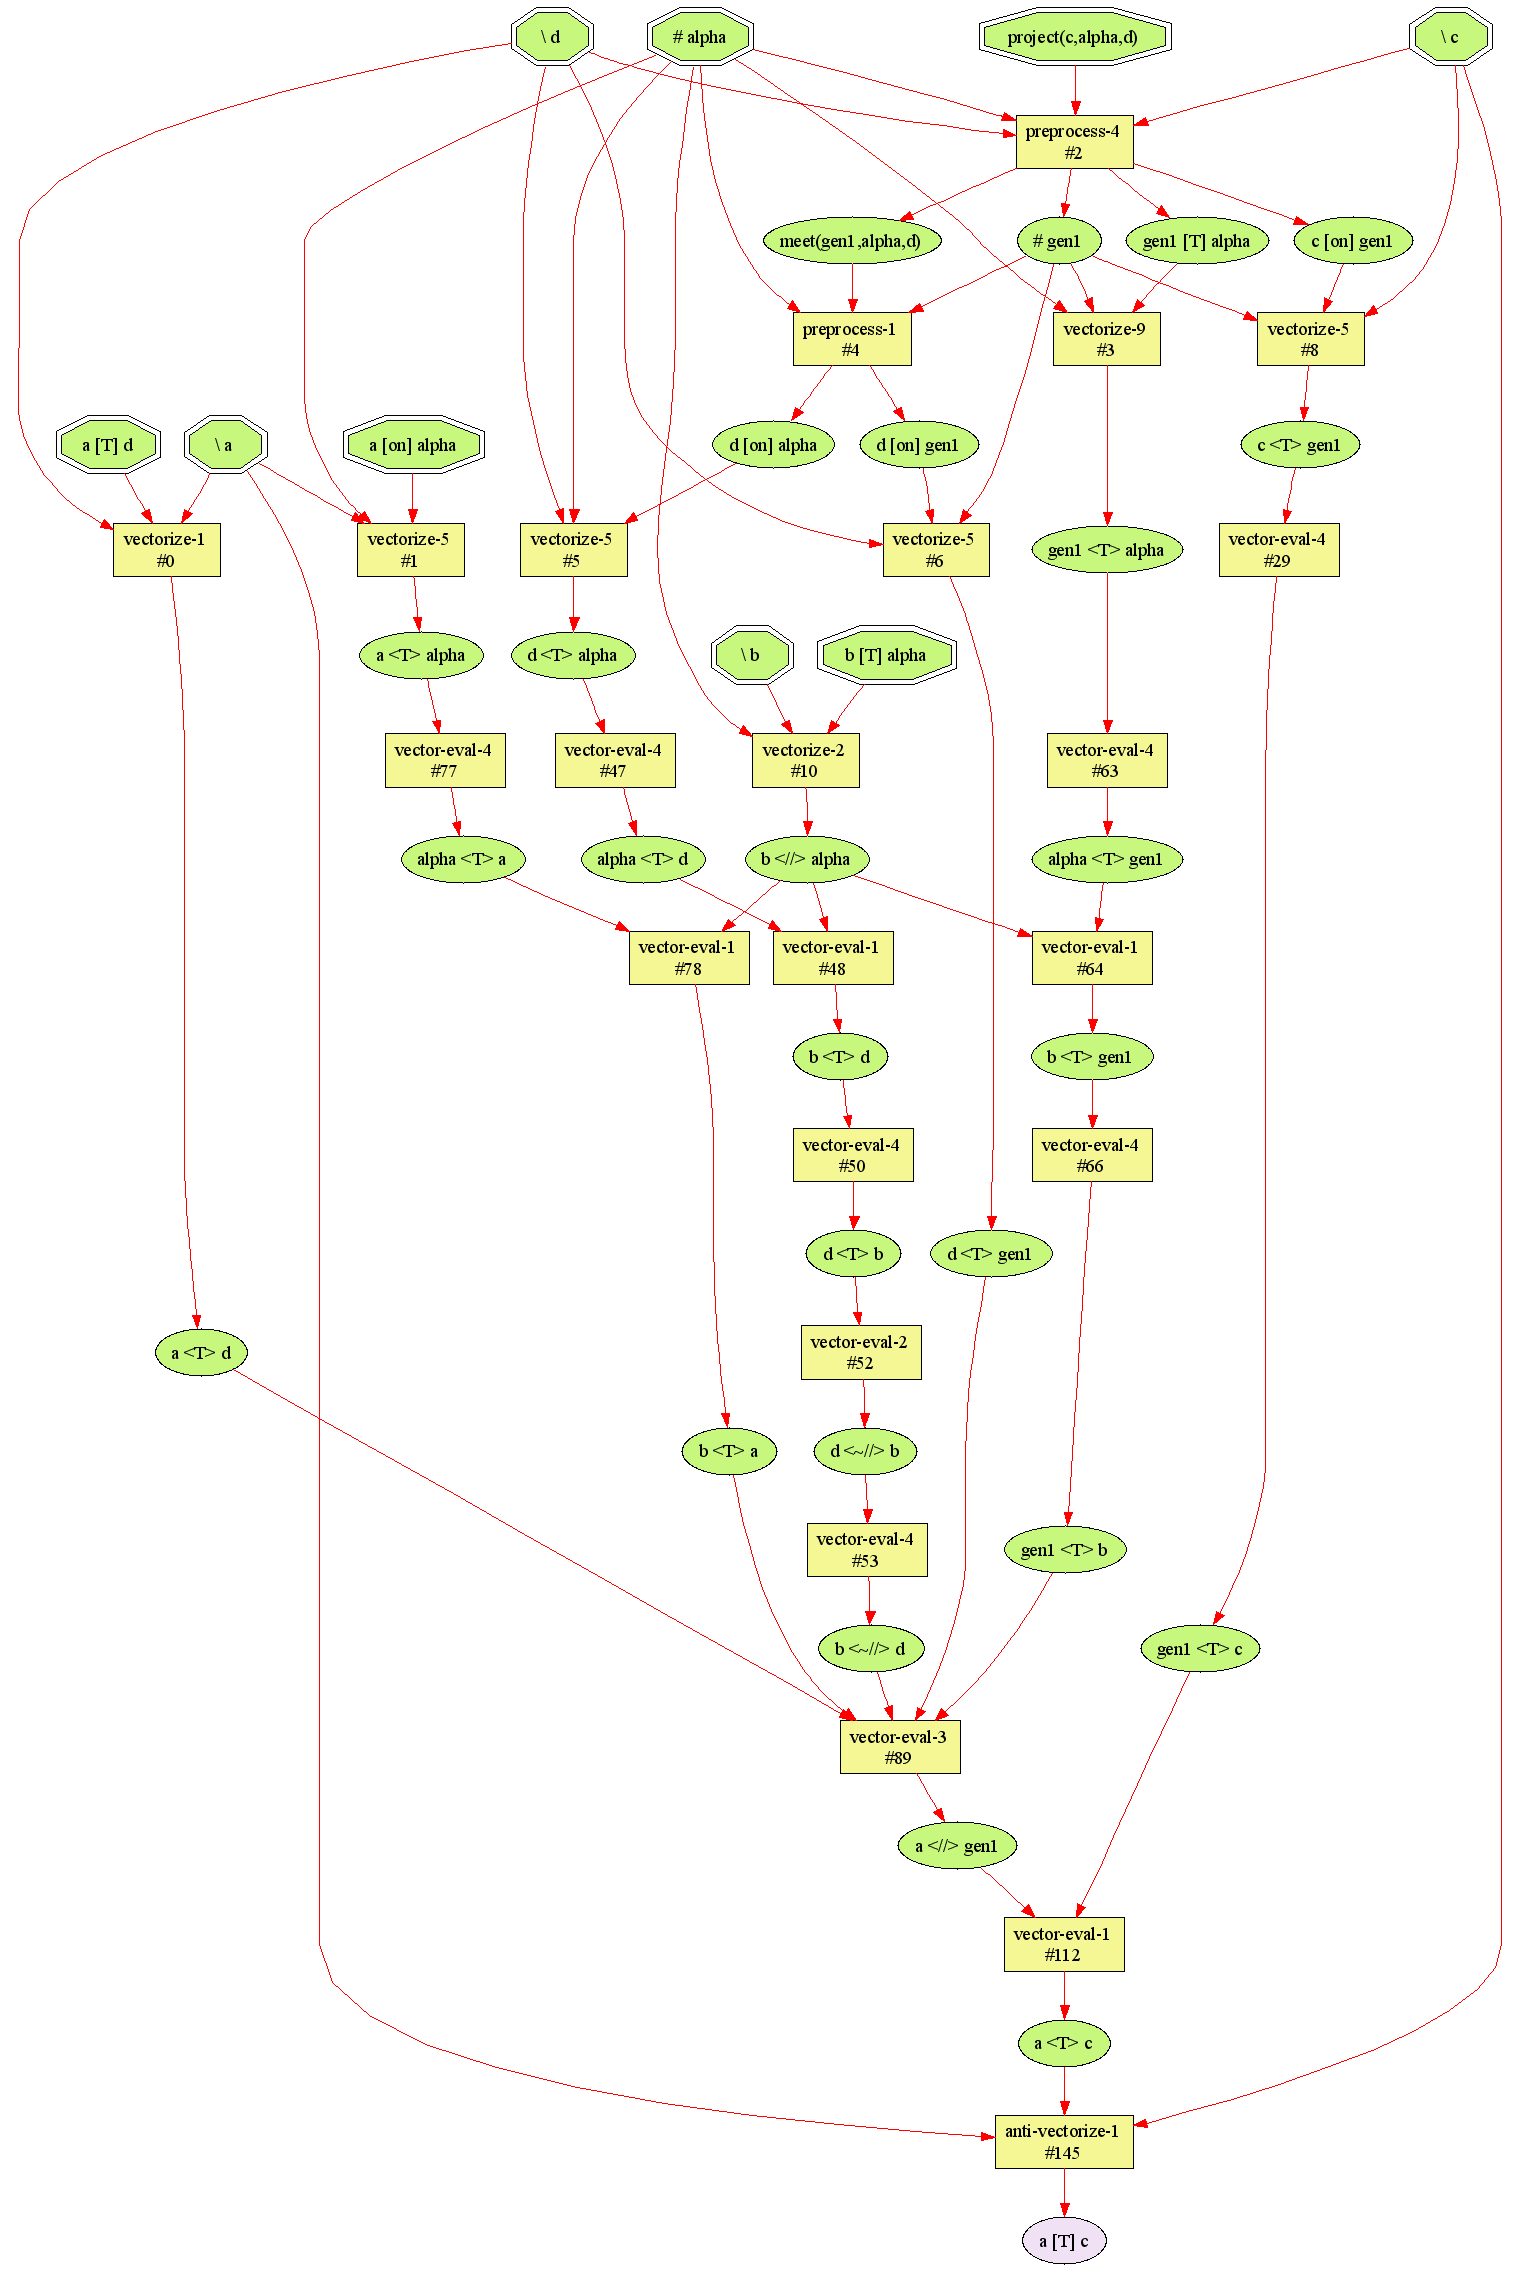 \ d
# alpha
project(c,alpha,d)
\ c
preprocess-4
#2
meet(gen1,alpha,d)
# gen1
gen1 [T] alpha
c [on] gen1
preprocess-1
#4
vectorize-9
#3
vectorize-5
#8
a [T] d
\ a
a [on] alpha
d [on] alpha
d [on] gen1
c <T> gen1
vectorize-1
#0
vectorize-5
#1
vectorize-5
#5
vectorize-5
#6
gen1 <T> alpha
vector-eval-4
#29
a <T> alpha
d <T> alpha
\ b
b [T] alpha
vector-eval-4
#77
vector-eval-4
#47
vectorize-2
#10
vector-eval-4
#63
alpha <T> a
alpha <T> d
b <//> alpha
alpha <T> gen1
vector-eval-1
#78
vector-eval-1
#48
vector-eval-1
#64
b <T> d
b <T> gen1
vector-eval-4
#50
vector-eval-4
#66
d <T> b
d <T> gen1
a <T> d
vector-eval-2
#52
b <T> a
d <~//> b
vector-eval-4
#53
gen1 <T> b
b <~//> d
gen1 <T> c
vector-eval-3
#89
a <//> gen1
vector-eval-1
#112
a <T> c
anti-vectorize-1
#145
a [T] c